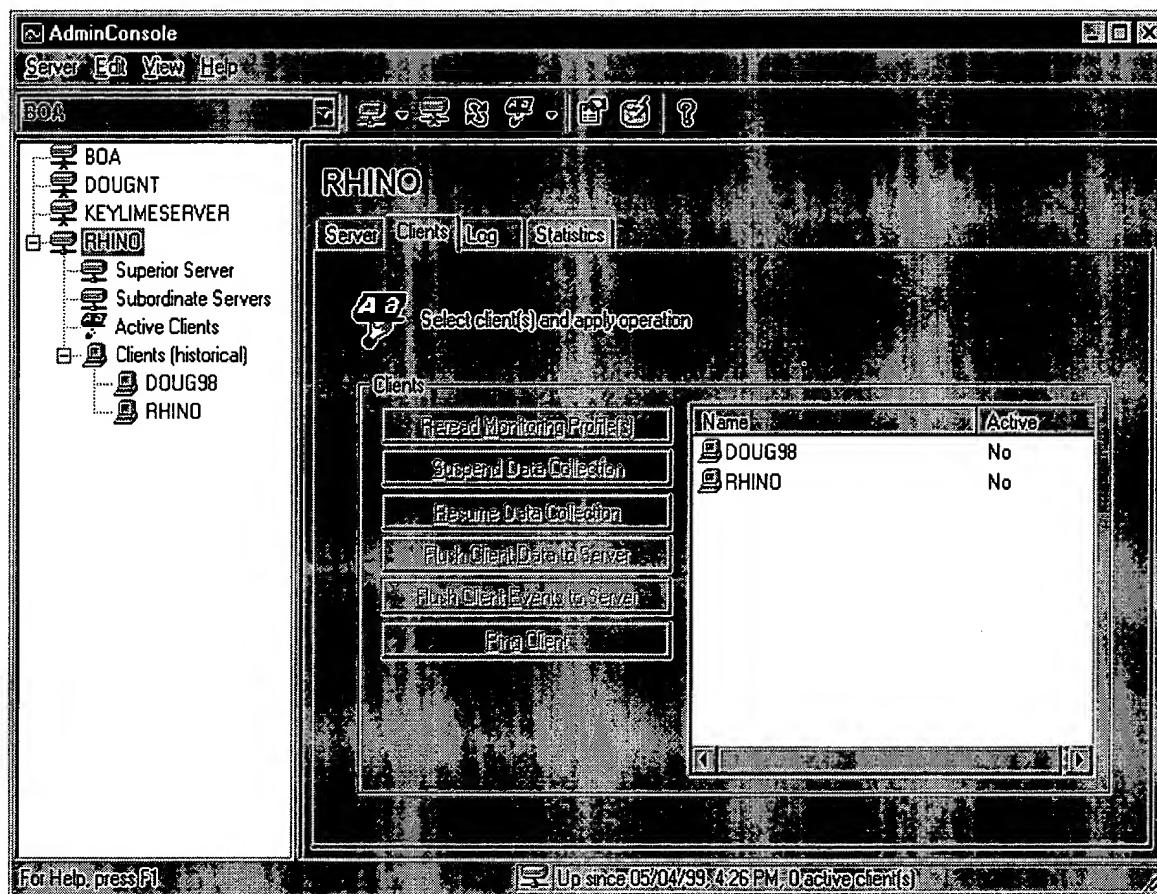 AdminConsole
Server Edit View Help
BOA
BOA
DOUGNT
KEYLIMESERVER
RHINO
Superior Server
Subordinate Servers
Active Clients
Clients (historical)
DOUG98
RHINO
RHINO
Server Clients Log Statistics
A a
Select client(s) and apply operation
Clients
Reread Monitoring Profile(s)
Suspend Data Collection
Resume Data Collection
Flush Client Data to Server
Flush Client Events to Server
Ping Client
Name Active
DOUG98 No
RHINO No
For Help, press F1
Up since 05/04/99, 4:26 PM, 0 active client(s)